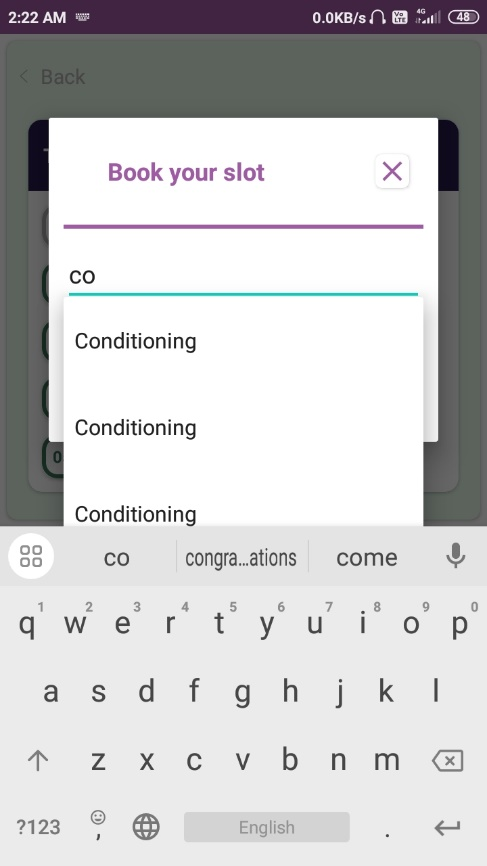 2:22 AM 0.0KB/s Vo LTE 4G 48
Back
Book your slot
co
Conditioning
Conditioning
Conditioning
co congra...ations come
1 2 3 4 5 6 7 8 9 0
q w e r t y u i o p
a s d f g h j k l
z x c v b n m
?123 , English .